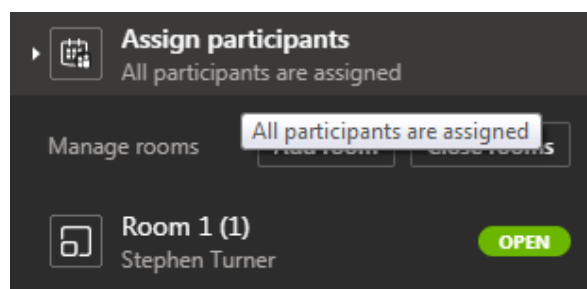 Assign participants
All participants are assigned
All participants are assigned
Manage rooms
Room 1 (1)
Stephen Turner
OPEN